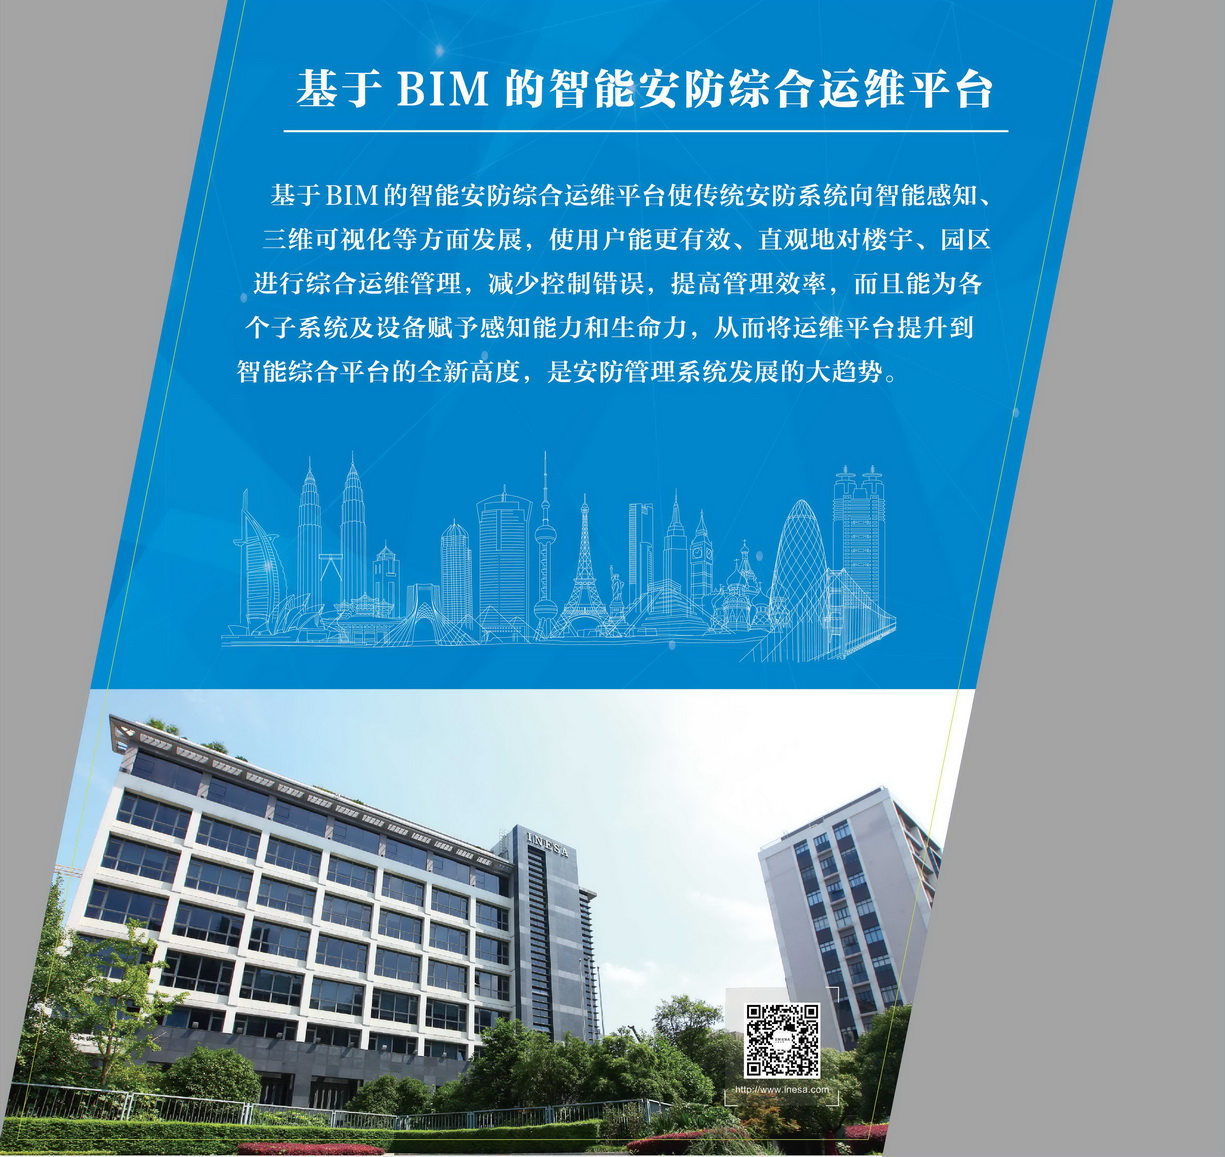 基于 BIM 的智能安防综合运维平台
基于BIM的智能安防综合运维平台使传统安防系统向智能感知、
三维可视化等方面发展，使用户能更有效、直观地对楼宇、园区
进行综合运维管理，减少控制错误，提高管理效率，而且能为各
个子系统及设备赋予感知能力和生命力，从而将运维平台提升到
智能综合平台的全新高度，是安防管理系统发展的大趋势。
INESA
http://www.inesa.com